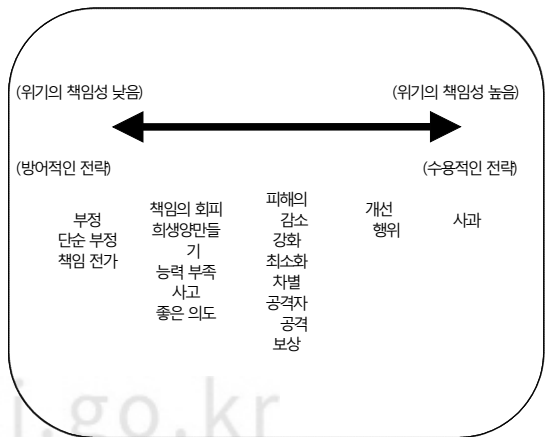 (위기의 책임성 낮음)
(위기의 책임성 높음)
(방어적인 전략)
(수용적인 전략)
부정
단순 부정
책임 전가
책임의 회피
희생양만들
기
능력 부족
사고
좋은 의도
피해의
감소
강화
최소화
차별
공격자
공격
보상
개선
행위
사과
i.go.kr